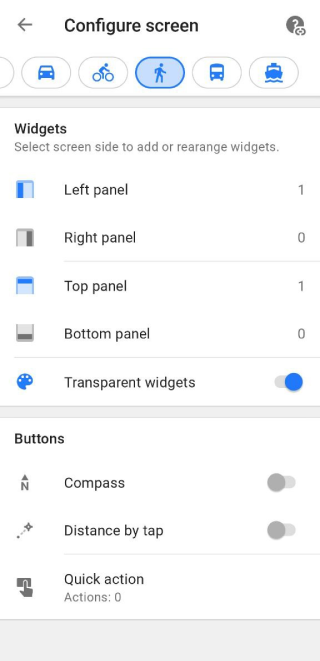 Configure screen
Widgets
Select screen side to add or rearrange widgets.
Left panel 1
Right panel 0
Top panel 1
Bottom panel 0
Transparent widgets
Buttons
N Compass
Distance by tap
Quick action
Actions: 0